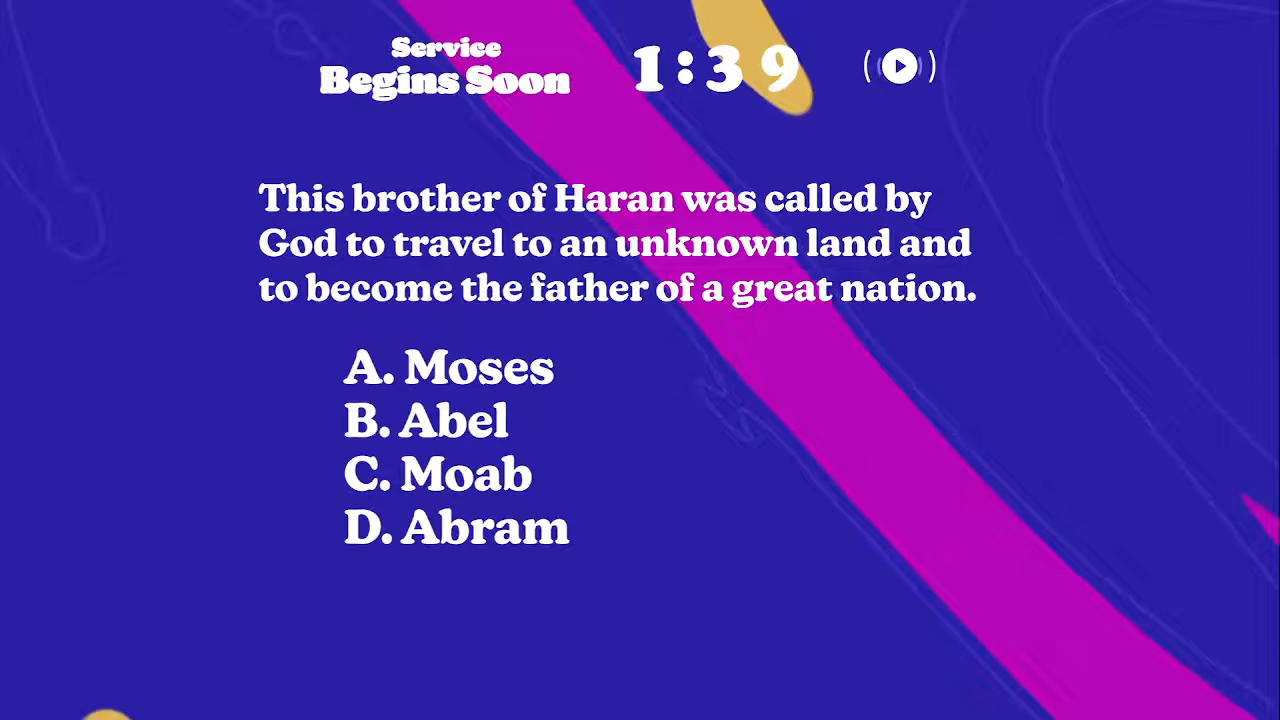 Service
Begins Soon
1:39
This brother of Haran was called by
God to travel to an unknown land and
to become the father of a great nation.
A. Moses
B. Abel
C. Moab
D. Abram